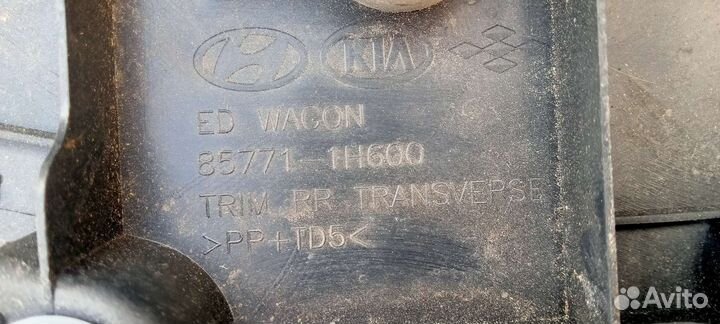 KIA
ED WAGON
85771-1H600
TRIM RR TRANSVERSE
>PP+TD5<
Avito